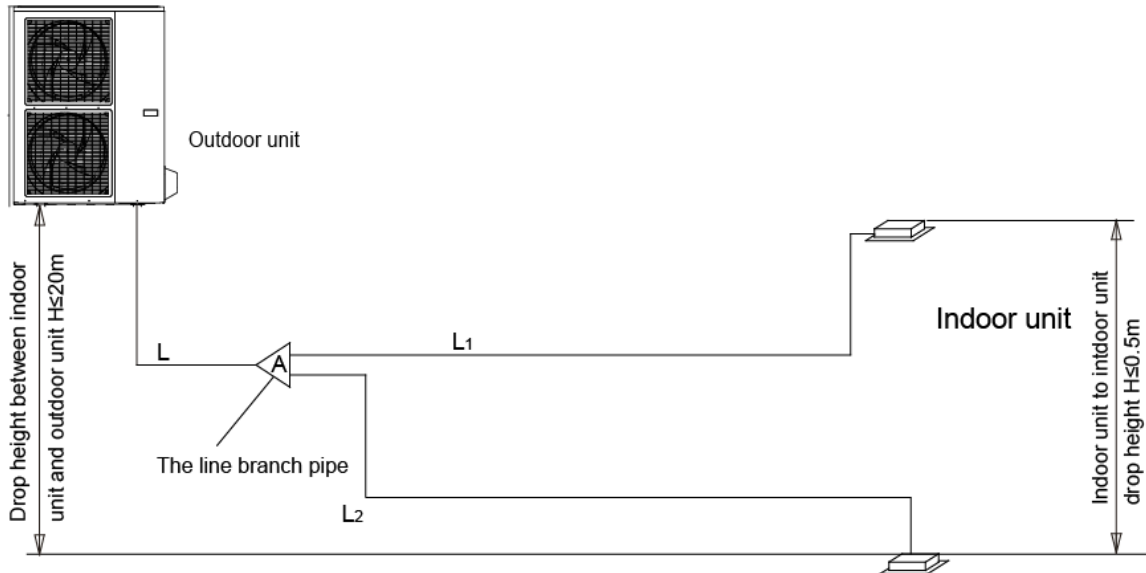 Outdoor unit
Drop height between indoor
unit and outdoor unit H≤20m
L
A
L1
The line branch pipe
L2
Indoor unit
Indoor unit to intdoor unit
drop height H≤0.5m